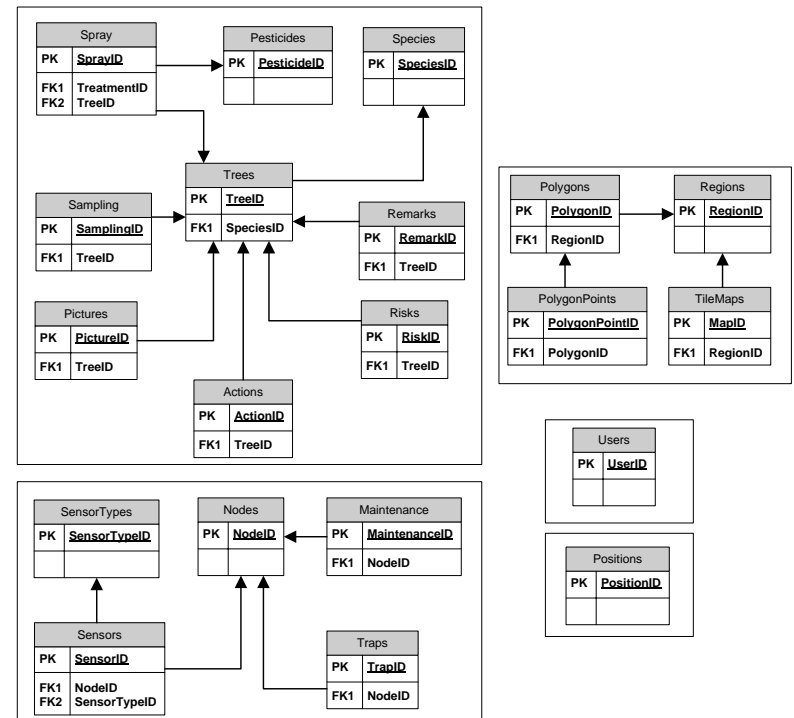 Spray
PK SprayID
FK1 TreatmentID
FK2 TreeID
Pesticides
PK PesticideID
Species
PK SpeciesID
Trees
PK TreeID
FK1 SpeciesID
Sampling
PK SamplingID
FK1 TreeID
Remarks
PK RemarkID
FK1 TreeID
Pictures
PK PictureID
FK1 TreeID
Risks
PK RiskID
FK1 TreeID
Actions
PK ActionID
FK1 TreeID
Polygons
PK PolygonID
FK1 RegionID
Regions
PK RegionID
PolygonPoints
PK PolygonPointID
FK1 PolygonID
TileMaps
PK MapID
FK1 RegionID
Users
PK UserID
Positions
PK PositionID
SensorTypes
PK SensorTypeID
Nodes
PK NodeID
Maintenance
PK MaintenanceID
FK1 NodeID
Sensors
PK SensorID
FK1 NodeID
FK2 SensorTypeID
Traps
PK TrapID
FK1 NodeID